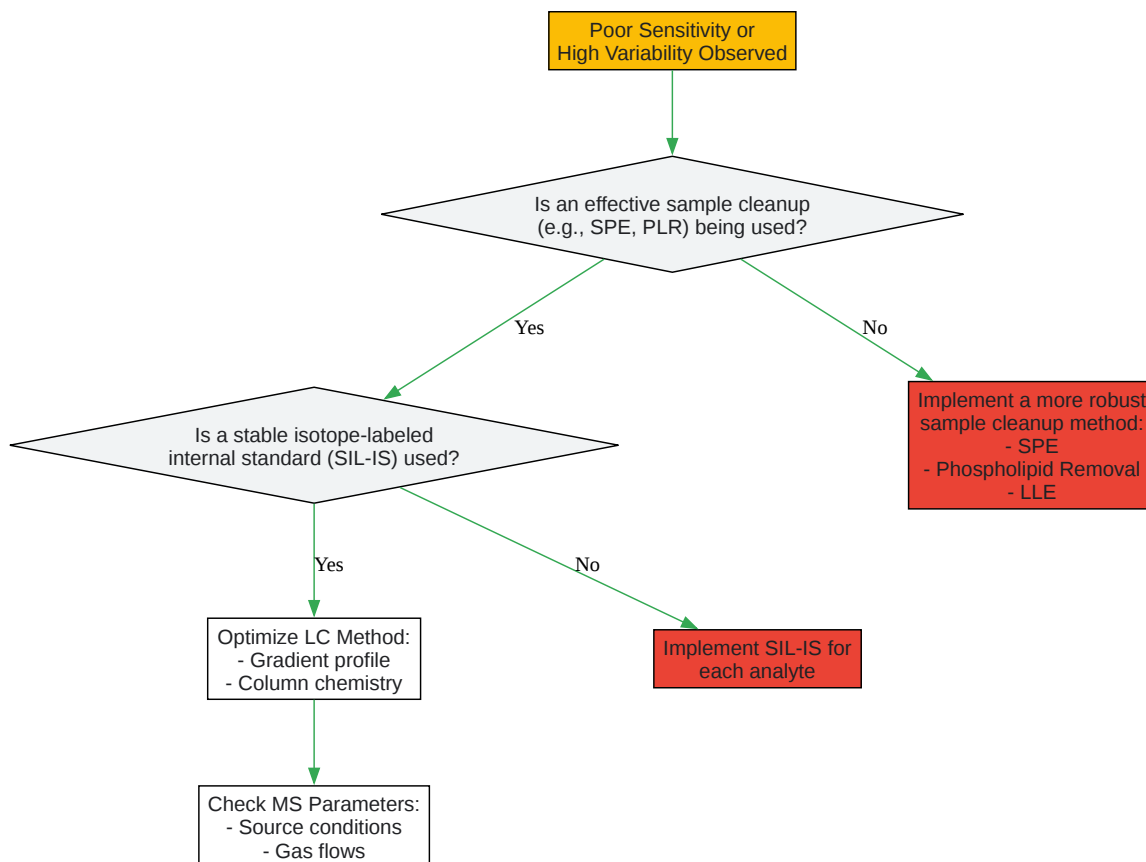 Poor Sensitivity or
High Variability Observed
Is an effective sample cleanup
(e.g., SPE, PLR) being used?
Yes
No
Implement a more robust
sample cleanup method:
- SPE
- Phospholipid Removal
- LLE
Is a stable isotope-labeled
internal standard (SIL-IS) used?
Yes
No
Optimize LC Method:
- Gradient profile
- Column chemistry
Implement SIL-IS for
each analyte
Check MS Parameters:
- Source conditions
- Gas flows